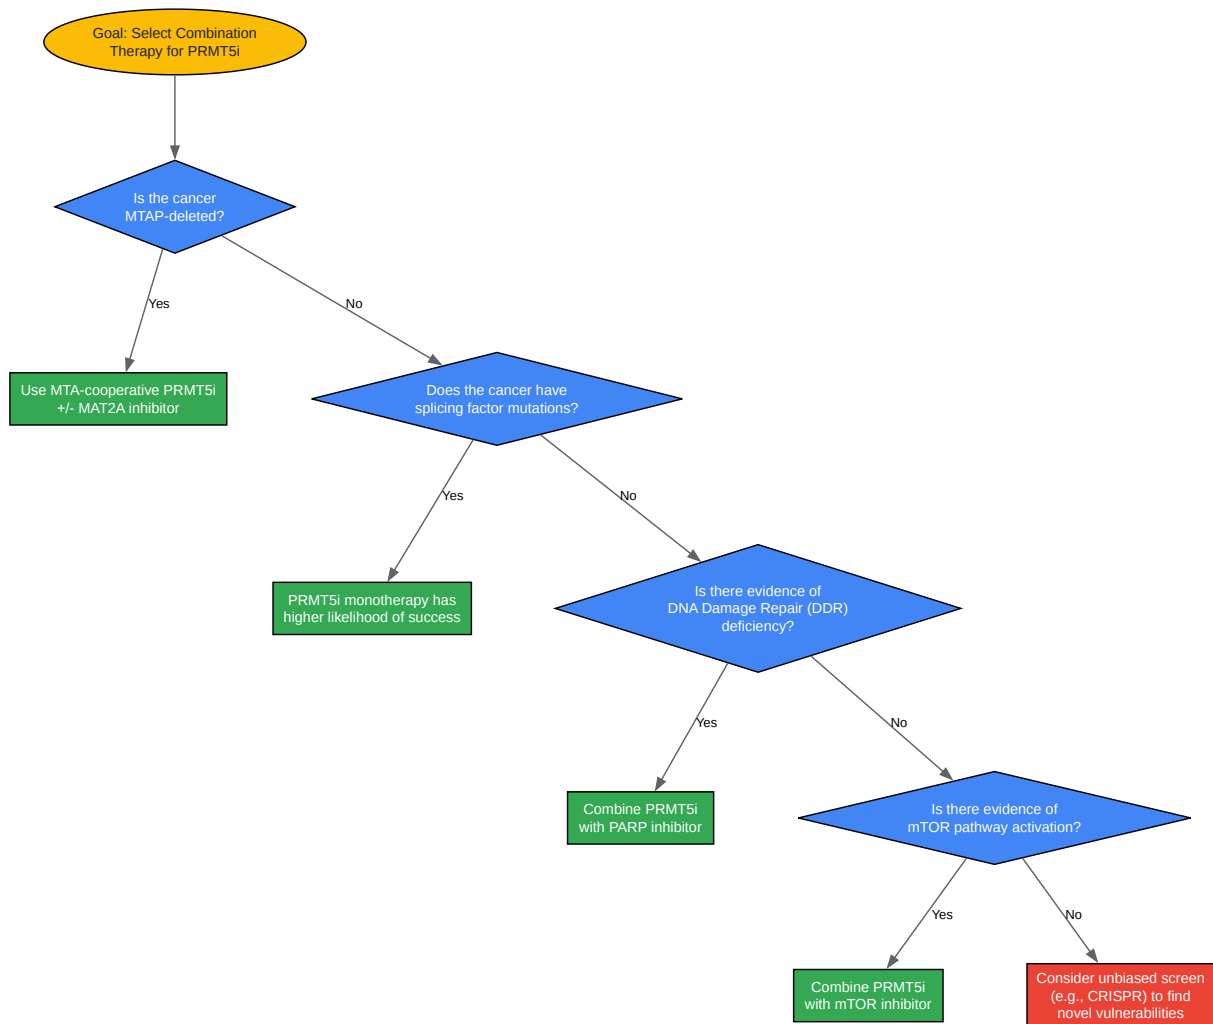 Goal: Select Combination
Therapy for PRMT5i
Is the cancer
MTAP-deleted?
Yes
No
Use MTA-cooperative PRMT5i
+/- MAT2A inhibitor
Does the cancer have
splicing factor mutations?
Yes
No
PRMT5i monotherapy has
higher likelihood of success
Is there evidence of
DNA Damage Repair (DDR)
deficiency?
Yes
No
Combine PRMT5i
with PARP inhibitor
Is there evidence of
mTOR pathway activation?
Yes
No
Combine PRMT5i
with mTOR inhibitor
Consider unbiased screen
(e.g., CRISPR) to find
novel vulnerabilities